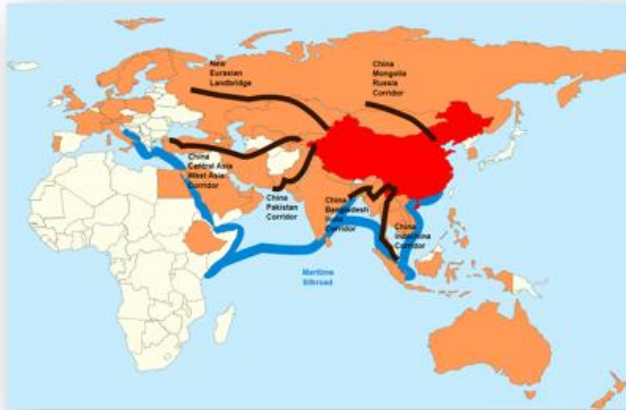 New
Eurasian
Landbridge
China
Mongolia
Russia
Corridor
China
Central Asia
West Asia
Corridor
China
Pakistan
Corridor
China
Bangladesh
India
Corridor
China
Indochina
Corridor
Maritime
Silkroad